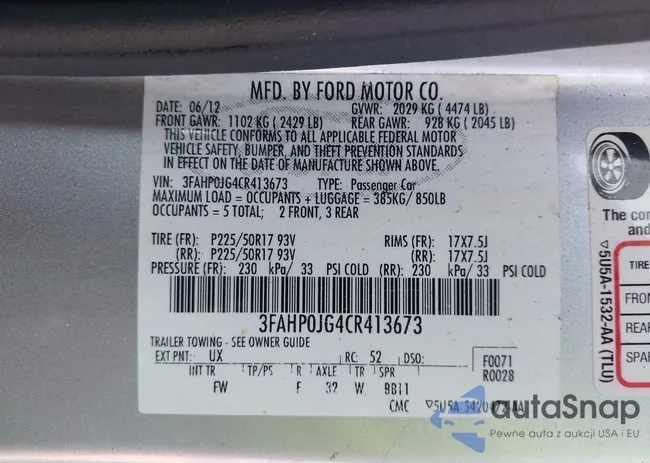 MFD. BY FORD MOTOR CO.
DATE: 06/12 GVWR: 2029 KG ( 4474 LB)
FRONT GAWR: 1102 KG ( 2429 LB) REAR GAWR: 928 KG ( 2045 LB)
THIS VEHICLE CONFORMS TO ALL APPLICABLE FEDERAL MOTOR
VEHICLE SAFETY, BUMPER, AND THEFT PREVENTION STANDARDS
IN EFFECT ON THE DATE OF MANUFACTURE SHOWN ABOVE.
VIN: 3FAHP0JG4CR413673 TYPE: Passenger Car
MAXIMUM LOAD = OCCUPANTS + LUGGAGE = 385KG/ 850LB
OCCUPANTS = 5 TOTAL; 2 FRONT, 3 REAR
TIRE (FR): P225/50R17 93V RIMS (FR): 17X7.5J
(RR): P225/50R17 93V (RR): 17X7.5J
PRESSURE (FR): 230 kPa/ 33 PSI COLD (RR): 230 kPa/ 33 PSI COLD
3FAHP0JG4CR413673
TRAILER TOWING - SEE OWNER GUIDE
EXT PNT: UX RC: 52 DSO:
F0071
R0028
INT TR TP/PS R AXLE TR SPR
FW F 32 W BB11
CMC
The con
and
5U5A-1532-AA (TLU)
TIRE
FRON
REAR
SPAR
autoSnap
Pewne auta z aukcji USA i EU